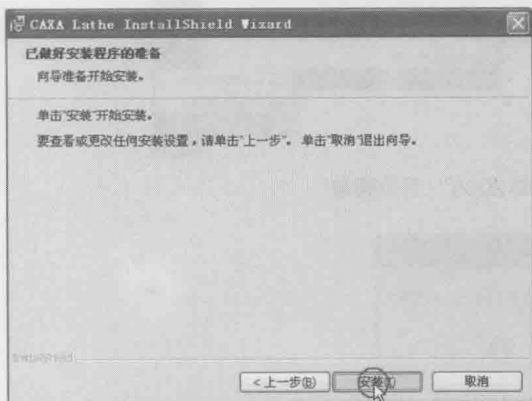 CAXA Lathe InstallShield Wizard
已做好安装程序的准备
向导准备开始安装。
单击"安装"开始安装。
要查看或更改任何安装设置，请单击"上一步"。 单击"取消"退出向导。
InstallShield
<上一步(B)
安装(I)
取消